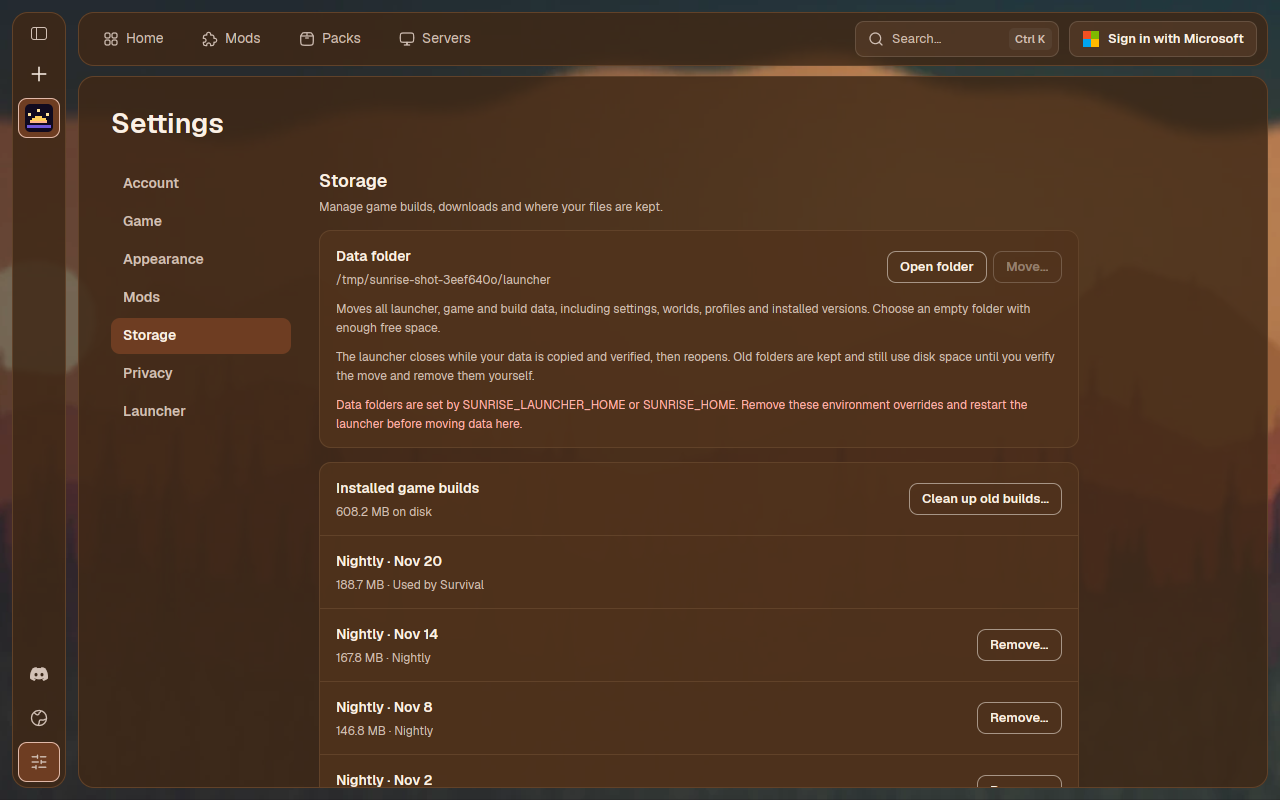 Home
Mods
Packs
Servers
Search...
Ctrl K
Sign in with Microsoft
Settings
Account
Game
Appearance
Mods
Storage
Privacy
Launcher
Storage
Manage game builds, downloads and where your files are kept.
Data folder
/tmp/sunrise-shot-3eef640o/launcher
Open folder
Move...
Moves all launcher, game and build data, including settings, worlds, profiles and installed versions. Choose an empty folder with
enough free space.
The launcher closes while your data is copied and verified, then reopens. Old folders are kept and still use disk space until you verify
the move and remove them yourself.
Data folders are set by SUNRISE_LAUNCHER_HOME or SUNRISE_HOME. Remove these environment overrides and restart the
launcher before moving data here.
Installed game builds
608.2 MB on disk
Clean up old builds...
Nightly · Nov 20
188.7 MB · Used by Survival
Nightly · Nov 14
167.8 MB · Nightly
Remove...
Nightly · Nov 8
146.8 MB · Nightly
Remove...
Nightly · Nov 2